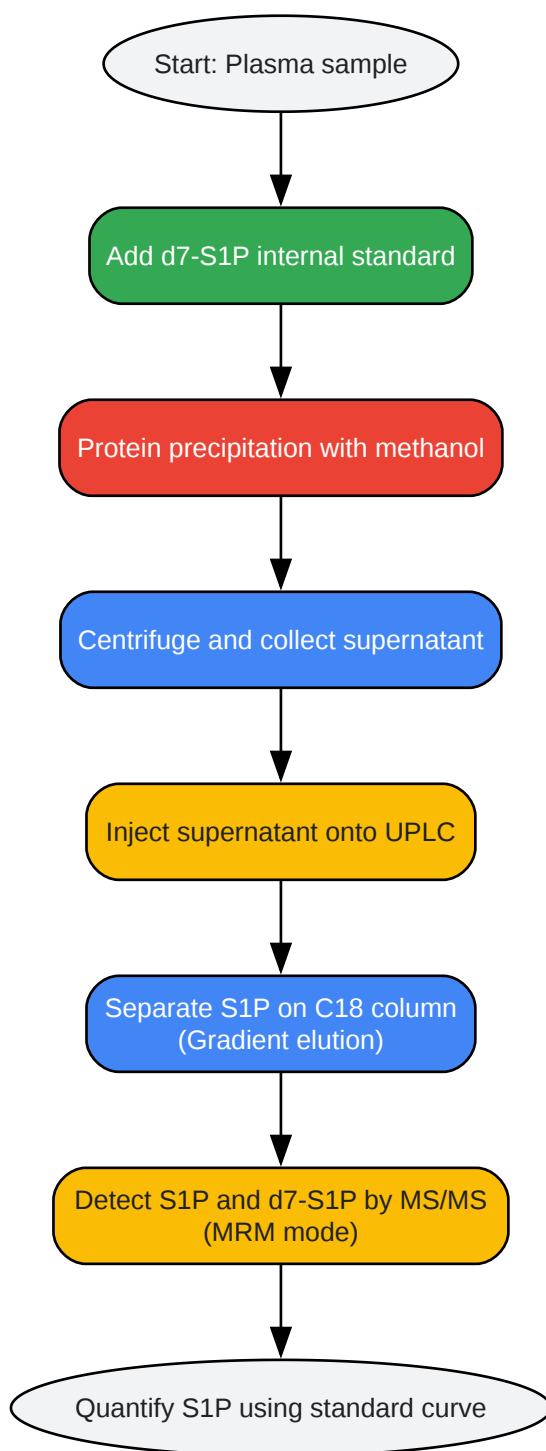 Start: Plasma sample
Add d7-S1P internal standard
Protein precipitation with methanol
Centrifuge and collect supernatant
Inject supernatant onto UPLC
Separate S1P on C18 column
(Gradient elution)
Detect S1P and d7-S1P by MS/MS
(MRM mode)
Quantify S1P using standard curve